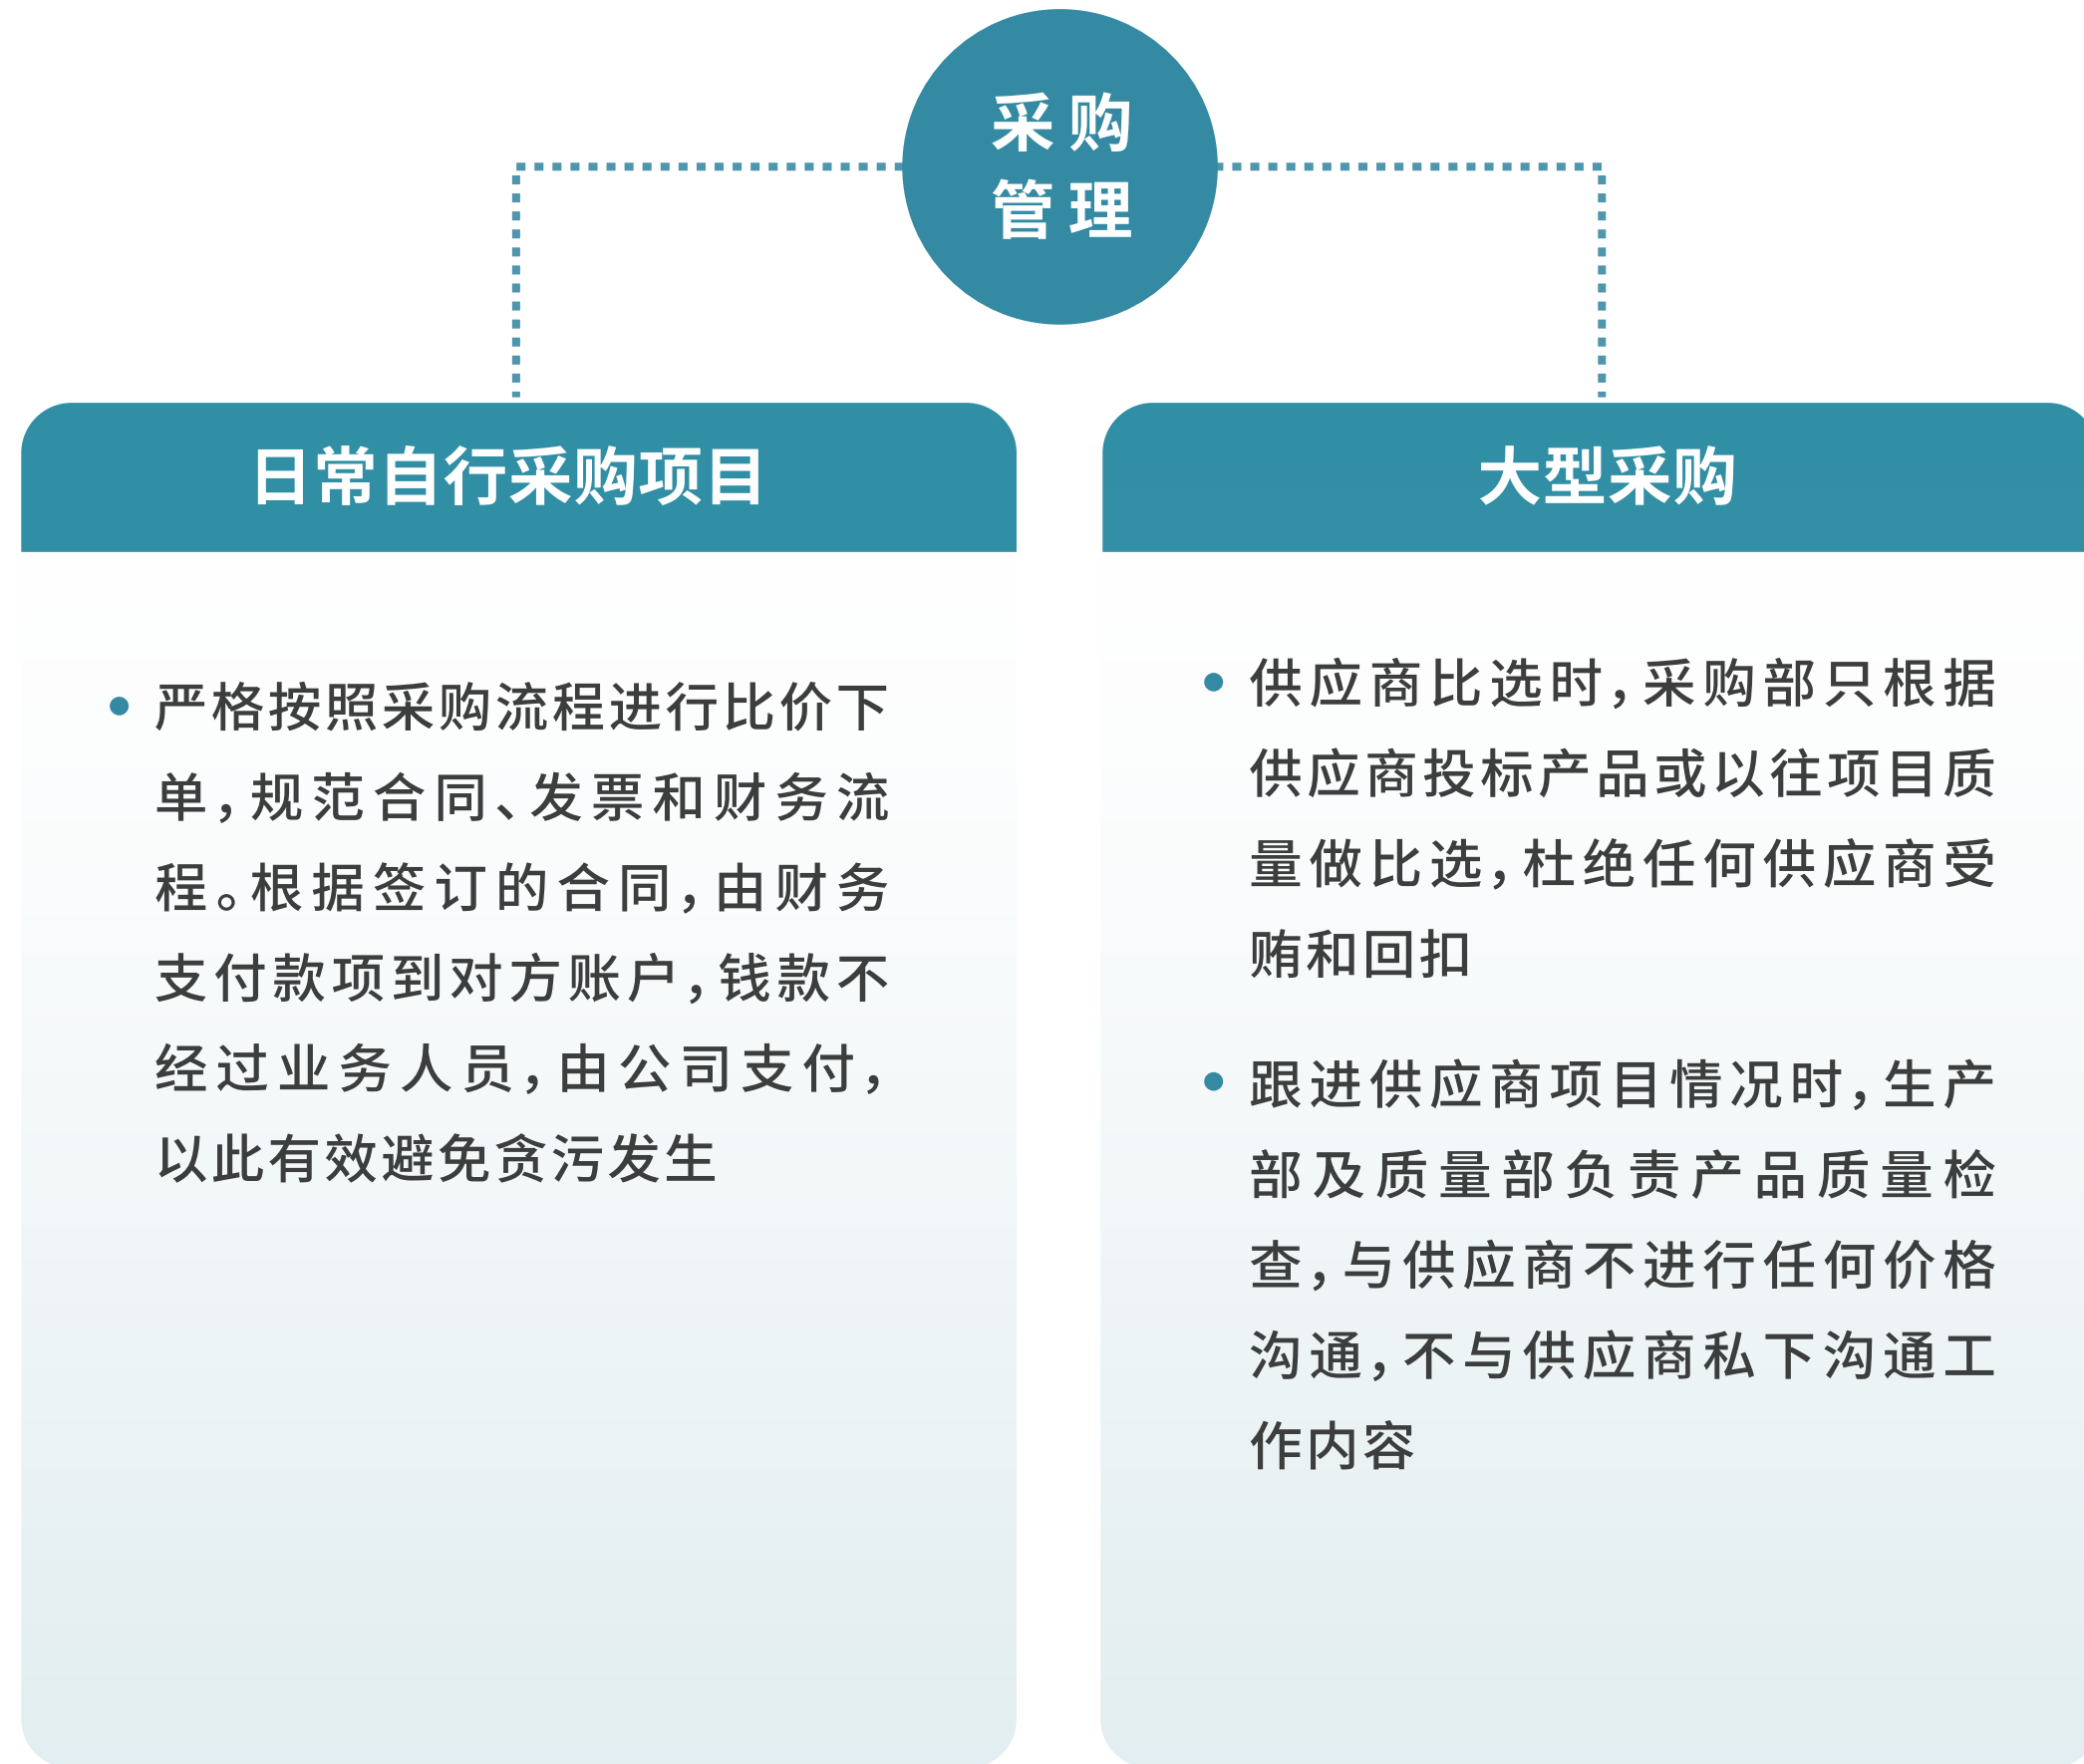 采购
管理
日常自行采购项目
严格按照采购流程进行比价下
单，规范合同、发票和财务流
程。根据签订的合同，由财务
支付款项到对方账户，钱款不
经过业务人员，由公司支付，
以此有效避免贪污发生
大型采购
供应商比选时，采购部只根据
供应商投标产品或以往项目质
量做比选，杜绝任何供应商受
贿和回扣
跟进供应商项目情况时，生产
部及质量部负责产品质量检
查，与供应商不进行任何价格
沟通，不与供应商私下沟通工
作内容